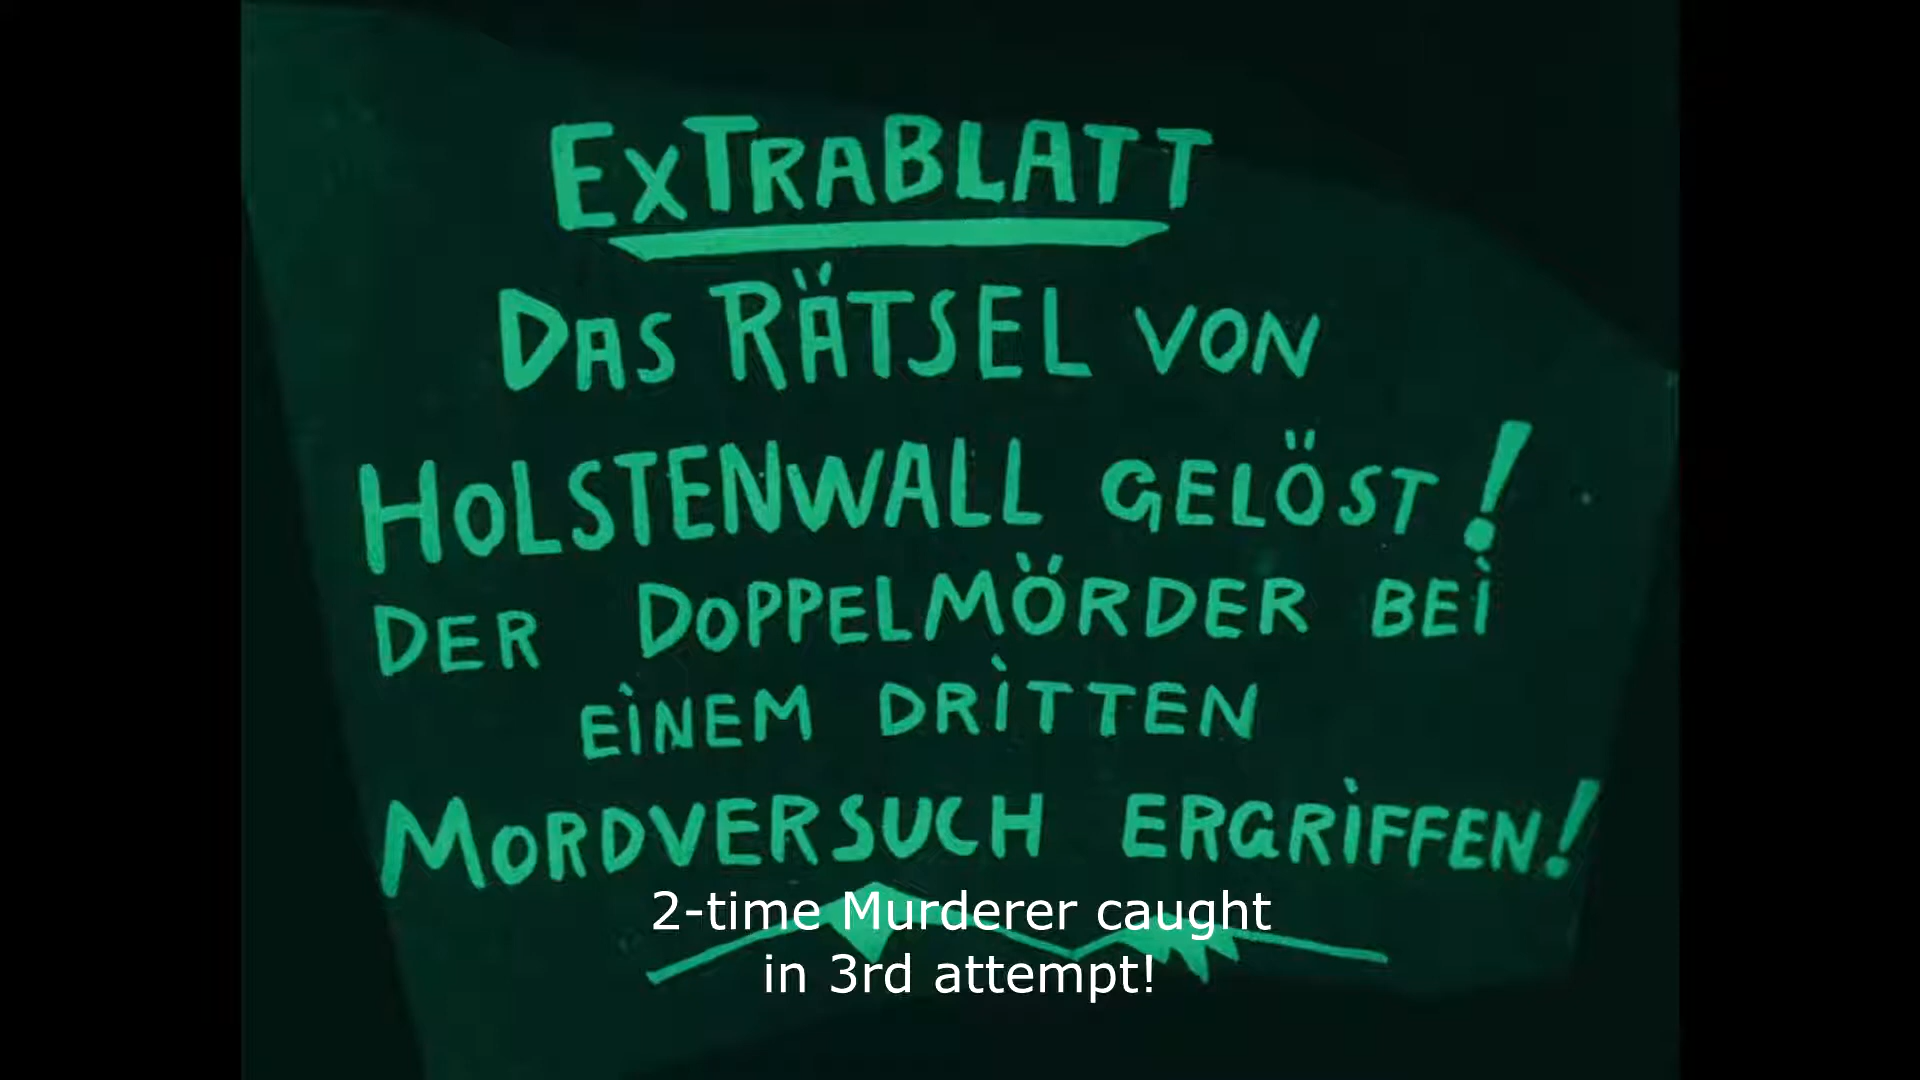 EXTRABLATT
DAS RÄTSEL VON
HOLSTENWALL GELÖST!
DER DOPPELMÖRDER BEI
EINEM DRITTEN
MORDVERSUCH ERGRIFFEN!
2-time Murderer caught
in 3rd attempt!